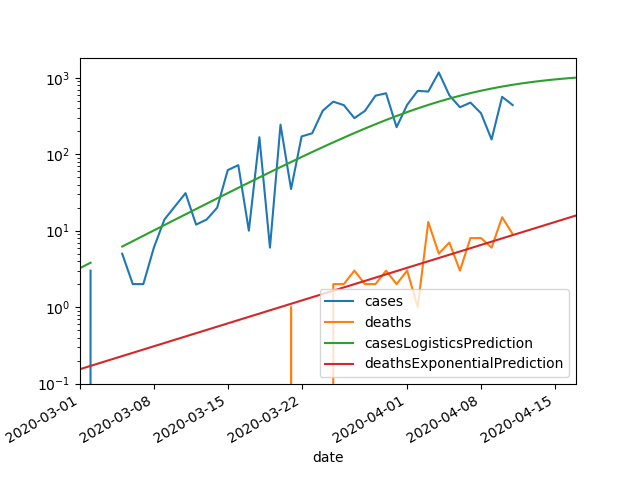 10³
10²
10¹
10⁰
10⁻¹
2020-03-01
2020-03-08
2020-03-15
2020-03-22
2020-04-01
2020-04-08
2020-04-15
date
cases
deaths
casesLogisticsPrediction
deathsExponentialPrediction